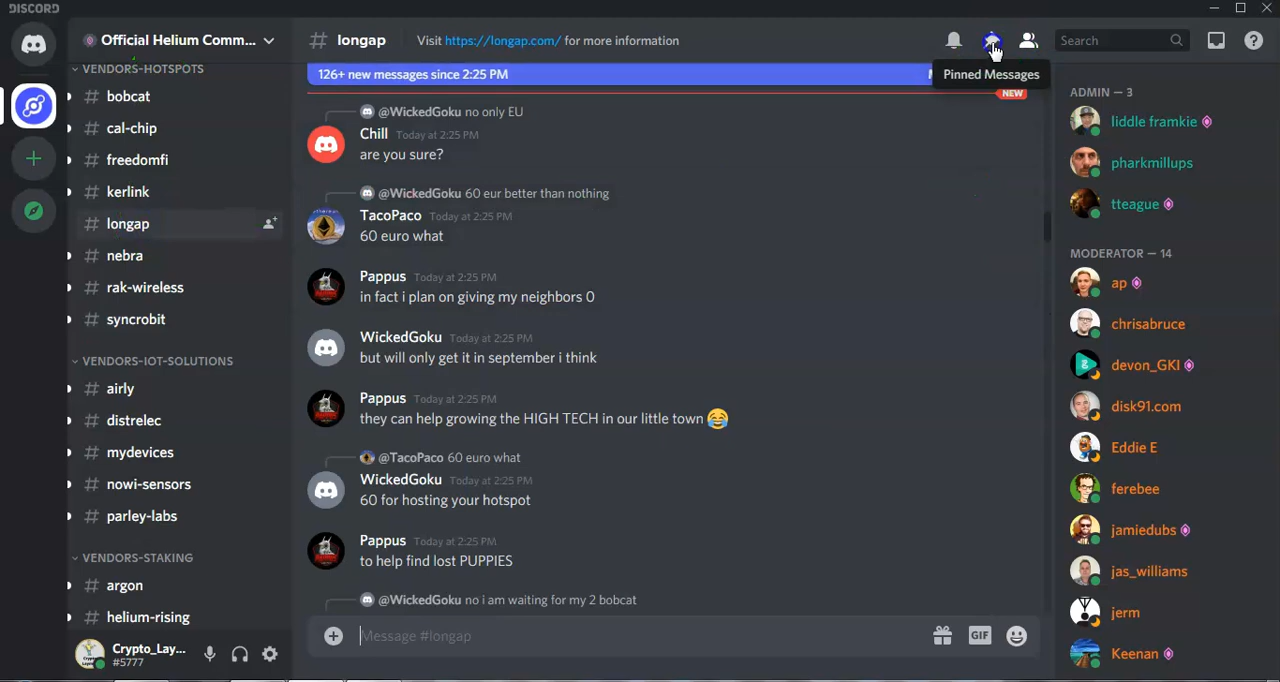 DISCORD
Official Helium Comm...
VENDORS-HOTSPOTS
# bobcat
# cal-chip
# freedomfi
# kerlink
# longap
# nebra
# rak-wireless
# syncrobit
VENDORS-IOT-SOLUTIONS
# airly
# distrelec
# mydevices
# nowi-sensors
# parley-labs
VENDORS-STAKING
# argon
# helium-rising
Crypto_Lay...
#5777
# longap
Visit https://longap.com/ for more information
Search
Pinned Messages
126+ new messages since 2:25 PM
NEW
@WickedGoku no only EU
Chill Today at 2:25 PM
are you sure?
@WickedGoku 60 eur better than nothing
TacoPaco Today at 2:25 PM
60 euro what
Pappus Today at 2:25 PM
in fact i plan on giving my neighbors 0
WickedGoku Today at 2:25 PM
but will only get it in september i think
Pappus Today at 2:25 PM
they can help growing the HIGH TECH in our little town 😂
@TacoPaco 60 euro what
WickedGoku Today at 2:25 PM
60 for hosting your hotspot
Pappus Today at 2:25 PM
to help find lost PUPPIES
@WickedGoku no i am waiting for my 2 bobcat
Message #longap
GIF
ADMIN — 3
liddle framkie
pharkmillups
tteague
MODERATOR — 14
ap
chrisabruce
devon_GKI
disk91.com
Eddie E
ferebee
jamiedubs
jas_williams
jerm
Keenan